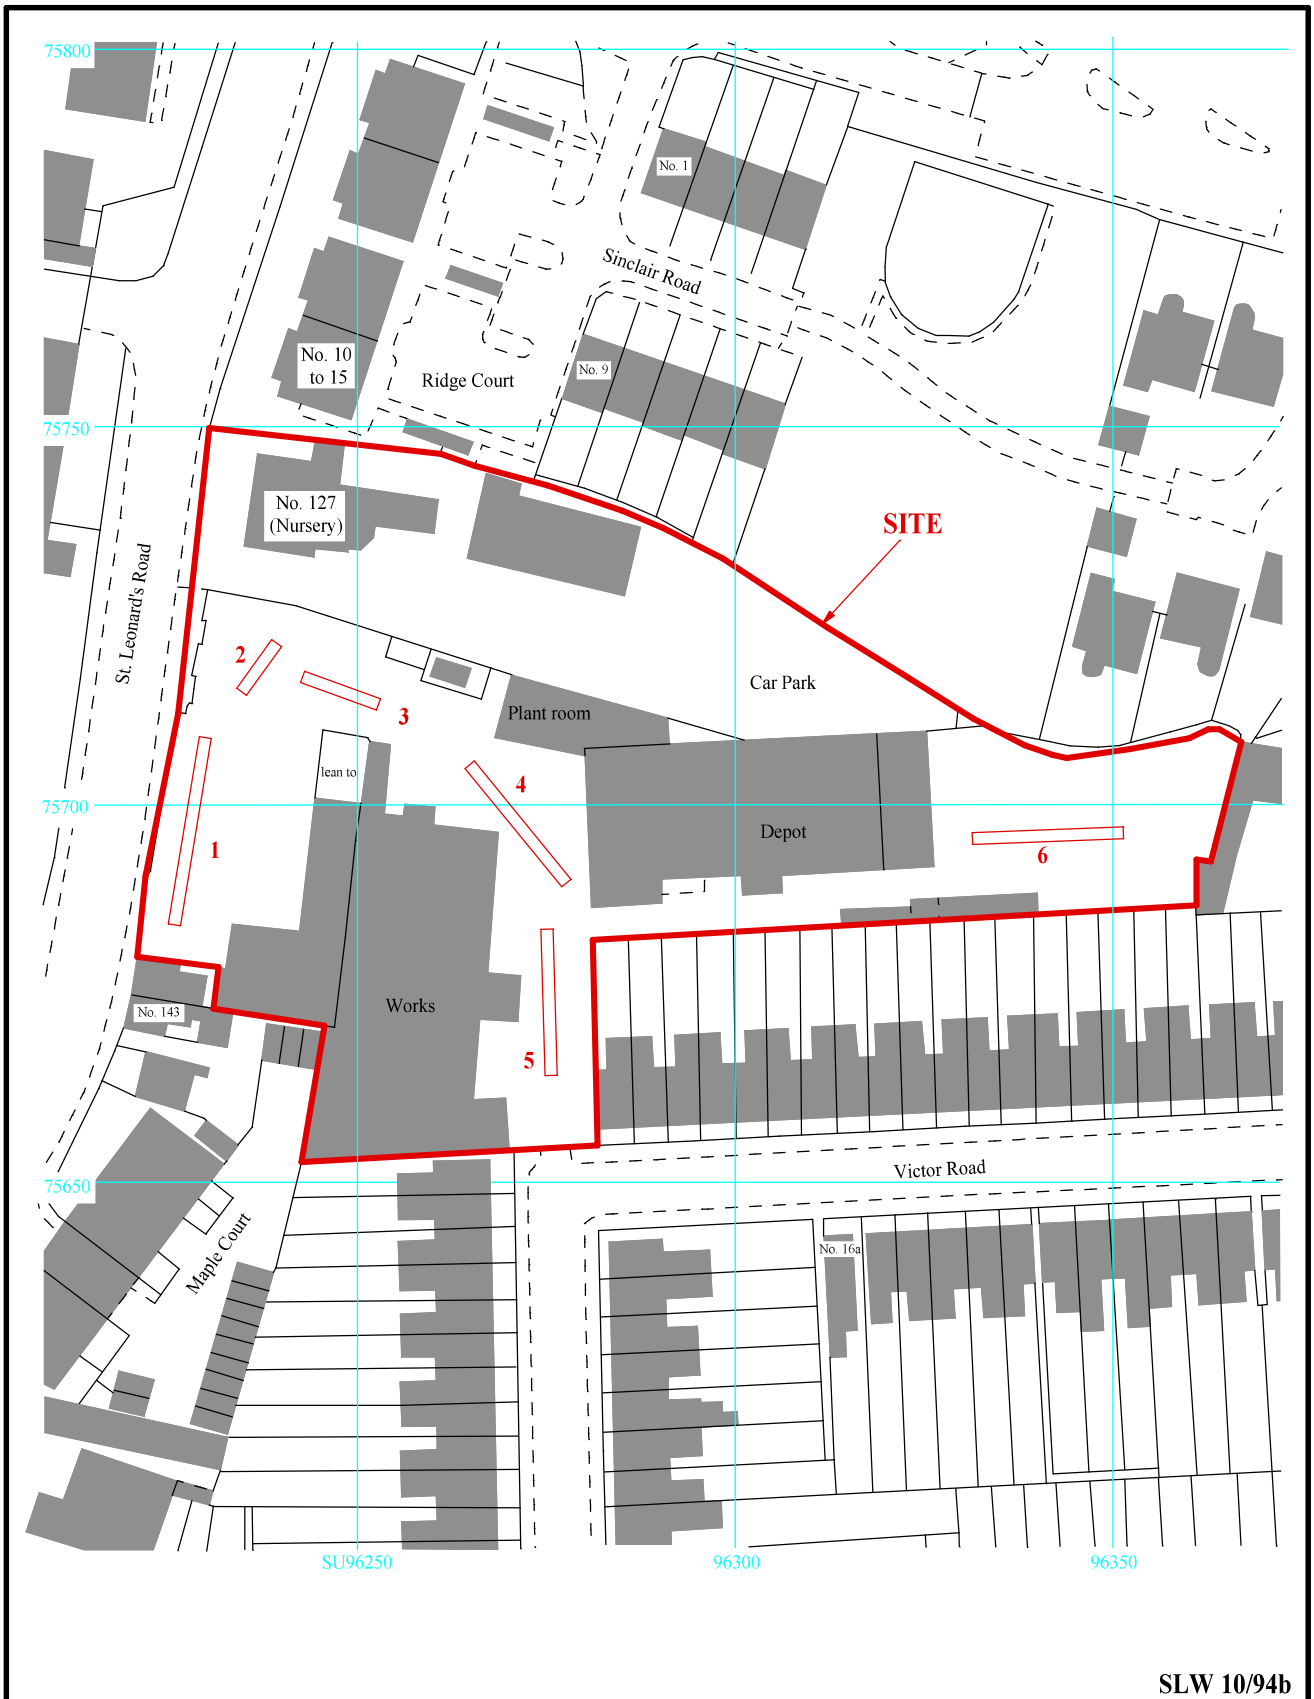 75800
No. 1
Sinclair Road
No. 10
to 15
Ridge Court
No. 9
75750
No. 127
(Nursery)
SITE
St. Leonard's Road
2
3
Car Park
Plant room
lean to
4
75700
1
Depot
6
Works
No. 143
5
Victor Road
75650
Maple Court
No. 16a
SU96250
96300
96350
SLW 10/94b